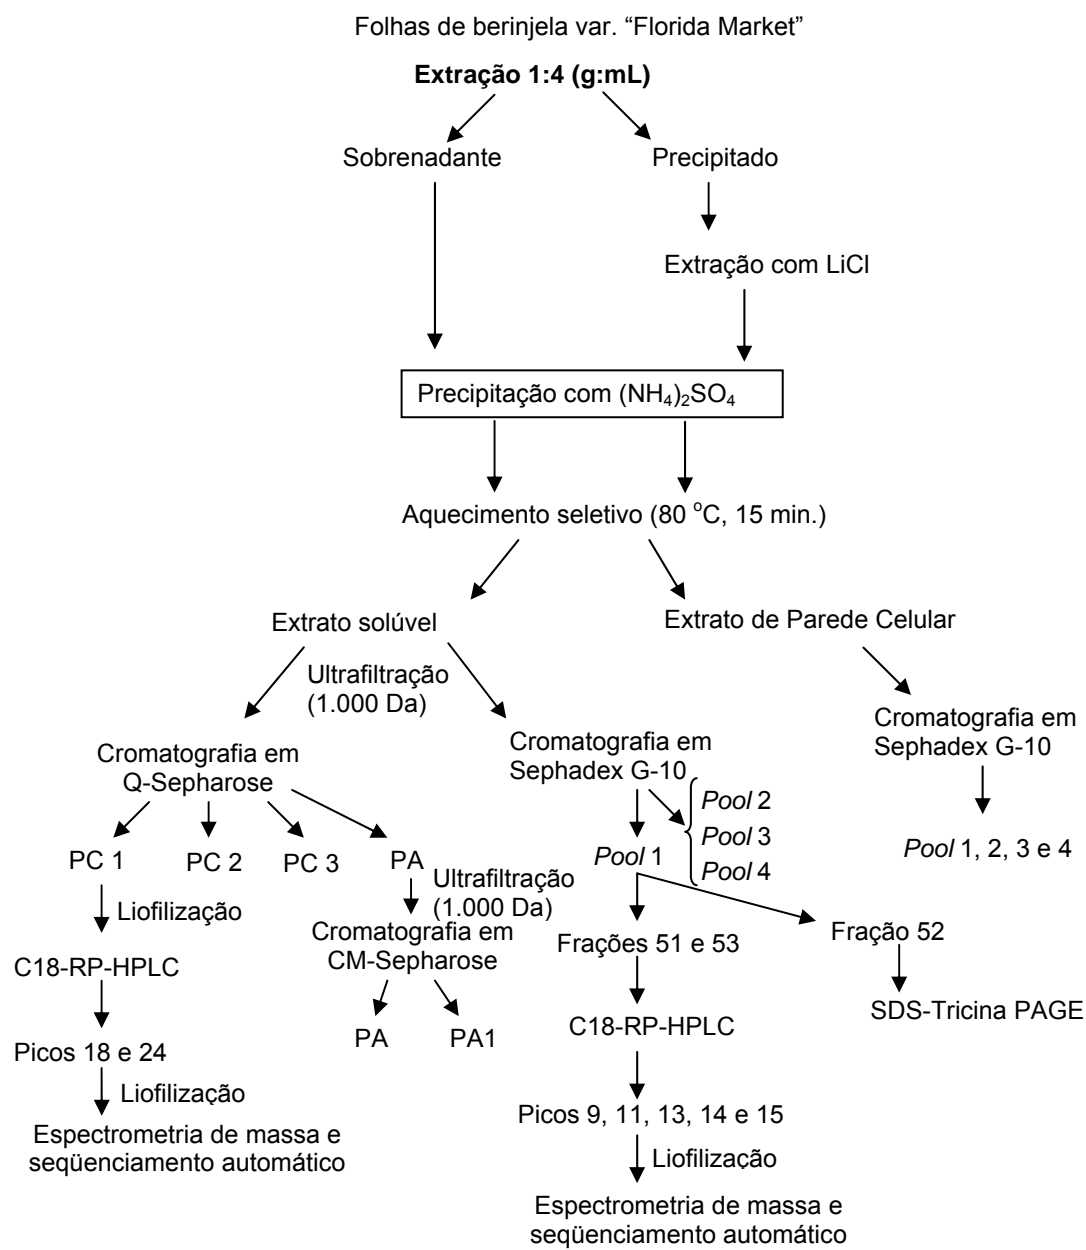 Folhas de berinjela var. “Florida Market”
Extração 1:4 (g:mL)
Sobrenadante
Precipitado
Extração com LiCl
Precipitação com (NH₄)₂SO₄
Aquecimento seletivo (80 °C, 15 min.)
Extrato solúvel
Extrato de Parede Celular
Ultrafiltração
(1.000 Da)
Cromatografia em
Q-Sepharose
Cromatografia em
Sephadex G-10
Cromatografia em
Sephadex G-10
Pool 2
Pool 3
Pool 4
PC 1
PC 2
PC 3
PA
Pool 1
Pool 1, 2, 3 e 4
Ultrafiltração
(1.000 Da)
Liofilização
Cromatografia em
CM-Sepharose
Frações 51 e 53
Fração 52
C18-RP-HPLC
SDS-Tricina PAGE
PA
PA1
C18-RP-HPLC
Picos 18 e 24
Liofilização
Picos 9, 11, 13, 14 e 15
Espectrometria de massa e
seqüenciamento automático
Liofilização
Espectrometria de massa e
seqüenciamento automático